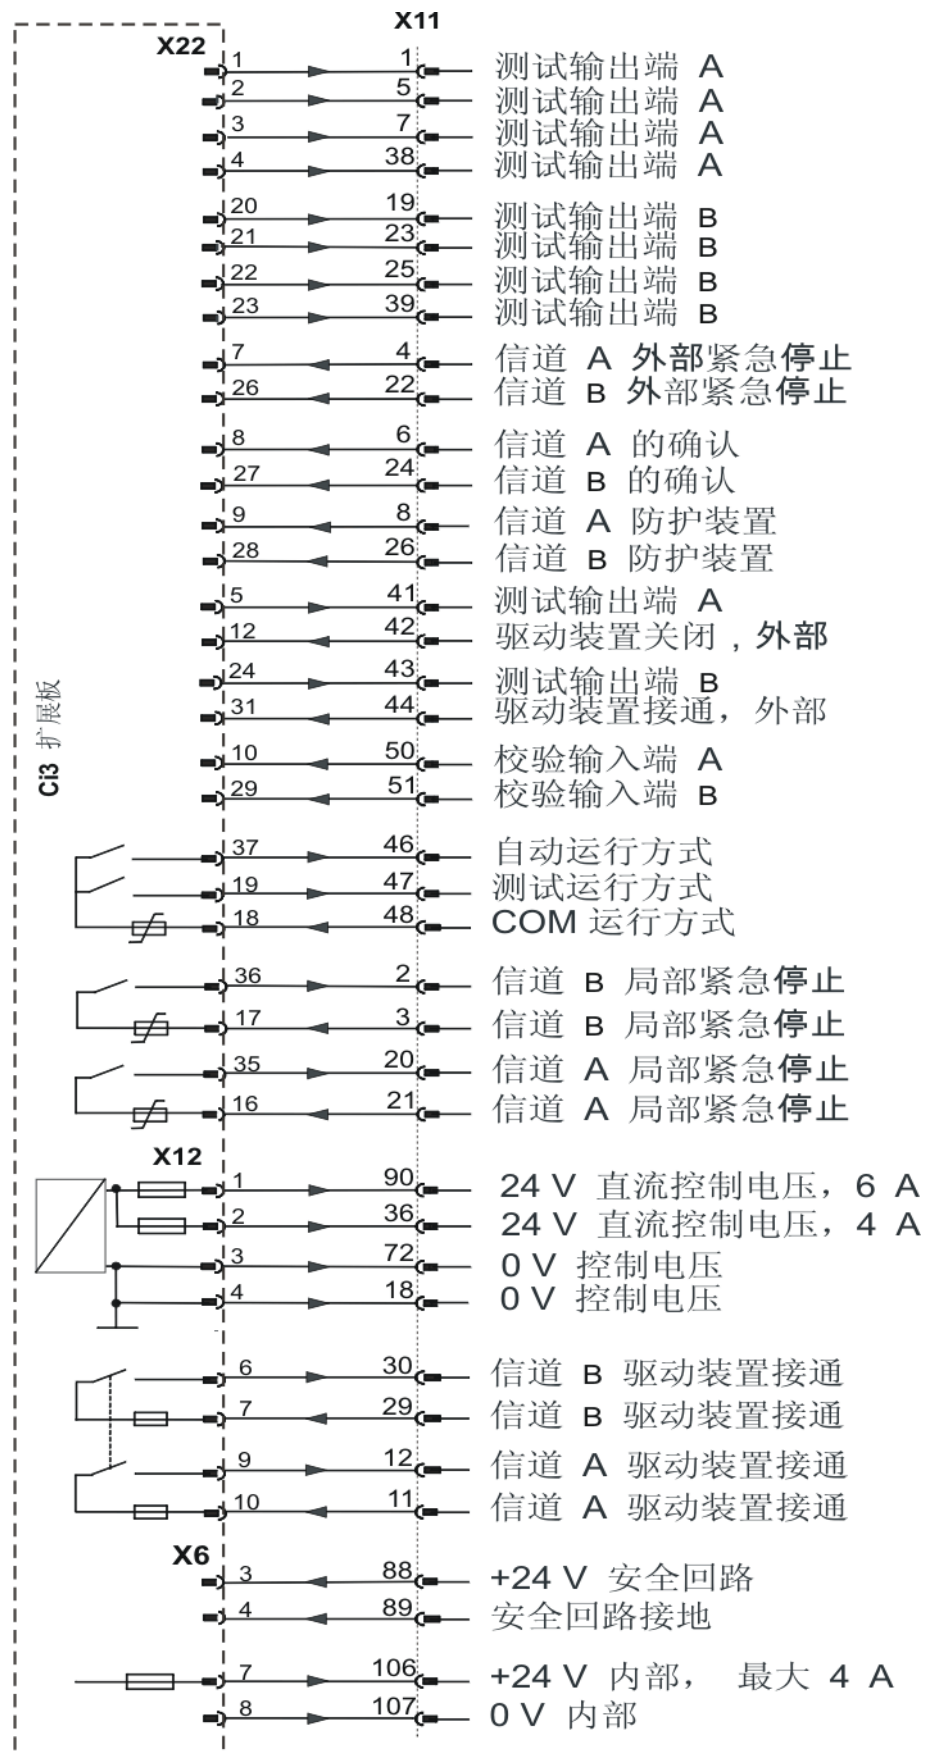 X11
X22
1 1 测试输出端 A
2 5 测试输出端 A
3 7 测试输出端 A
4 38 测试输出端 A
20 19 测试输出端 B
21 23 测试输出端 B
22 25 测试输出端 B
23 39 测试输出端 B
7 4 信道 A 外部紧急停止
26 22 信道 B 外部紧急停止
8 6 信道 A 的确认
27 24 信道 B 的确认
9 8 信道 A 防护装置
28 26 信道 B 防护装置
5 41 测试输出端 A
12 42 驱动装置关闭 , 外部
24 43 测试输出端 B
31 44 驱动装置接通，外部
Ci3 扩展板
10 50 校验输入端 A
29 51 校验输入端 B
37 46 自动运行方式
19 47 测试运行方式
18 48 COM 运行方式
36 2 信道 B 局部紧急停止
17 3 信道 B 局部紧急停止
35 20 信道 A 局部紧急停止
16 21 信道 A 局部紧急停止
X12
1 90 24 V 直流控制电压，6 A
2 36 24 V 直流控制电压，4 A
3 72 0 V 控制电压
4 18 0 V 控制电压
6 30 信道 B 驱动装置接通
7 29 信道 B 驱动装置接通
9 12 信道 A 驱动装置接通
10 11 信道 A 驱动装置接通
X6
3 88 +24 V 安全回路
4 89 安全回路接地
7 106 +24 V 内部， 最大 4 A
8 107 0 V 内部